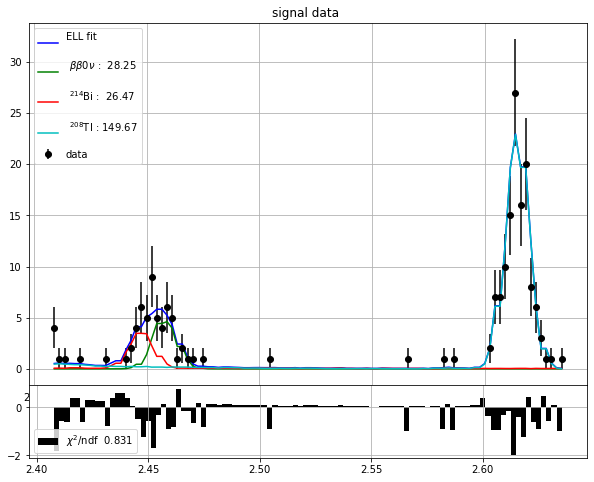 signal data
ELL fit
ββ0ν : 28.25
²¹⁴Bi : 26.47
²⁰⁸Tl : 149.67
data
30
25
20
15
10
5
0
2
0
χ²/ndf 0.831
−2
2.40 2.45 2.50 2.55 2.60